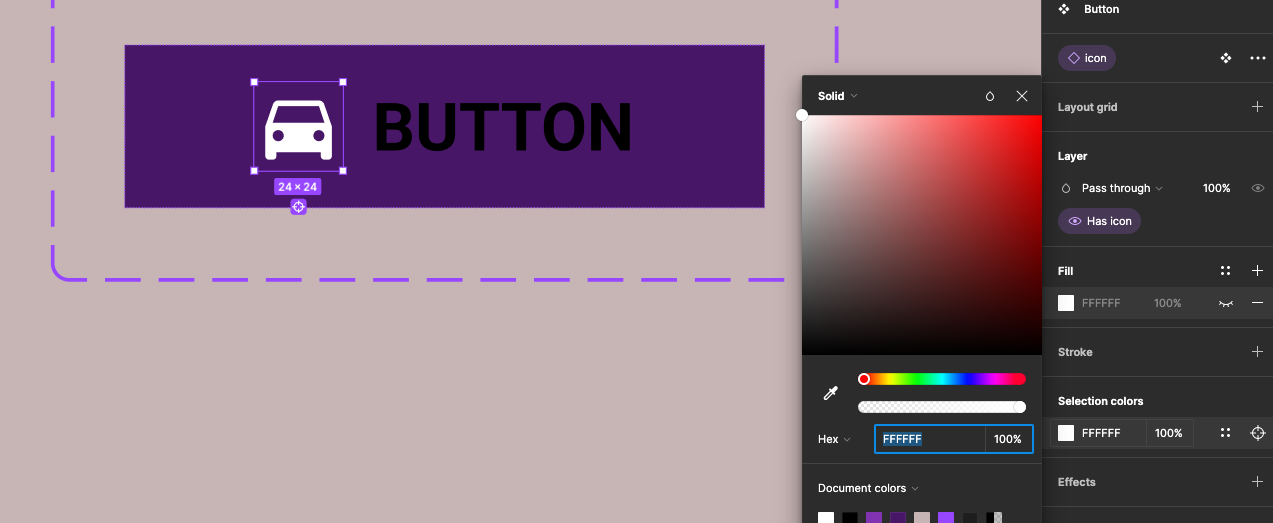 Button
icon
Solid
Layout grid
BUTTON
Layer
24 × 24
Pass through 100%
Has icon
Fill
FFFFFF 100%
Stroke
Selection colors
FFFFFF 100%
Hex FFFFFF 100%
Effects
Document colors